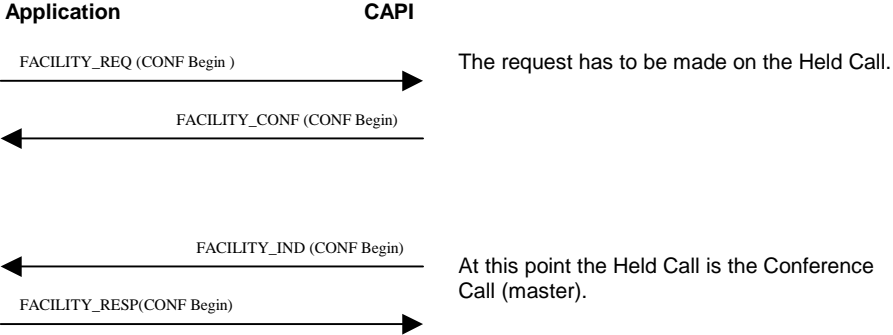 Application CAPI
FACILITY_REQ (CONF Begin )
The request has to be made on the Held Call.
FACILITY_CONF (CONF Begin)
FACILITY_IND (CONF Begin)
At this point the Held Call is the Conference
Call (master).
FACILITY_RESP(CONF Begin)